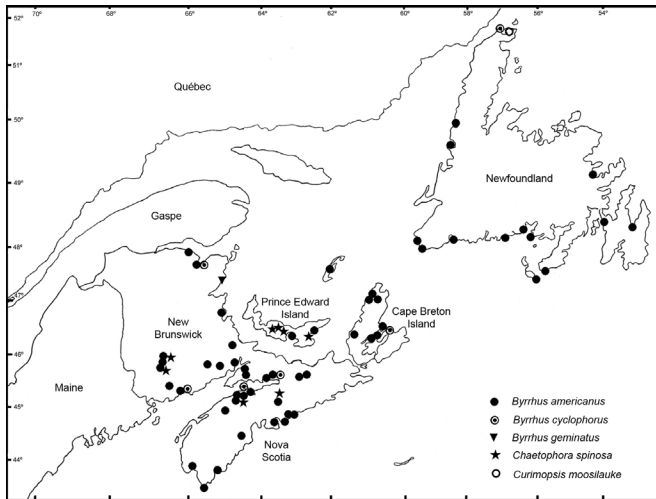 70° 68° 66° 64° 62° 60° 58° 56° 54°
52°
51°
Québec
50°
Newfoundland
49°
Gaspe
48°
47°
Prince Edward
Island
Cape Breton
Island
New
Brunswick
46°
Maine
45°
Nova
Scotia
44°
Byrrhus americanus
Byrrhus cyclophorus
Byrrhus geminatus
Chaetophora spinosa
Curimopsis moosilauke